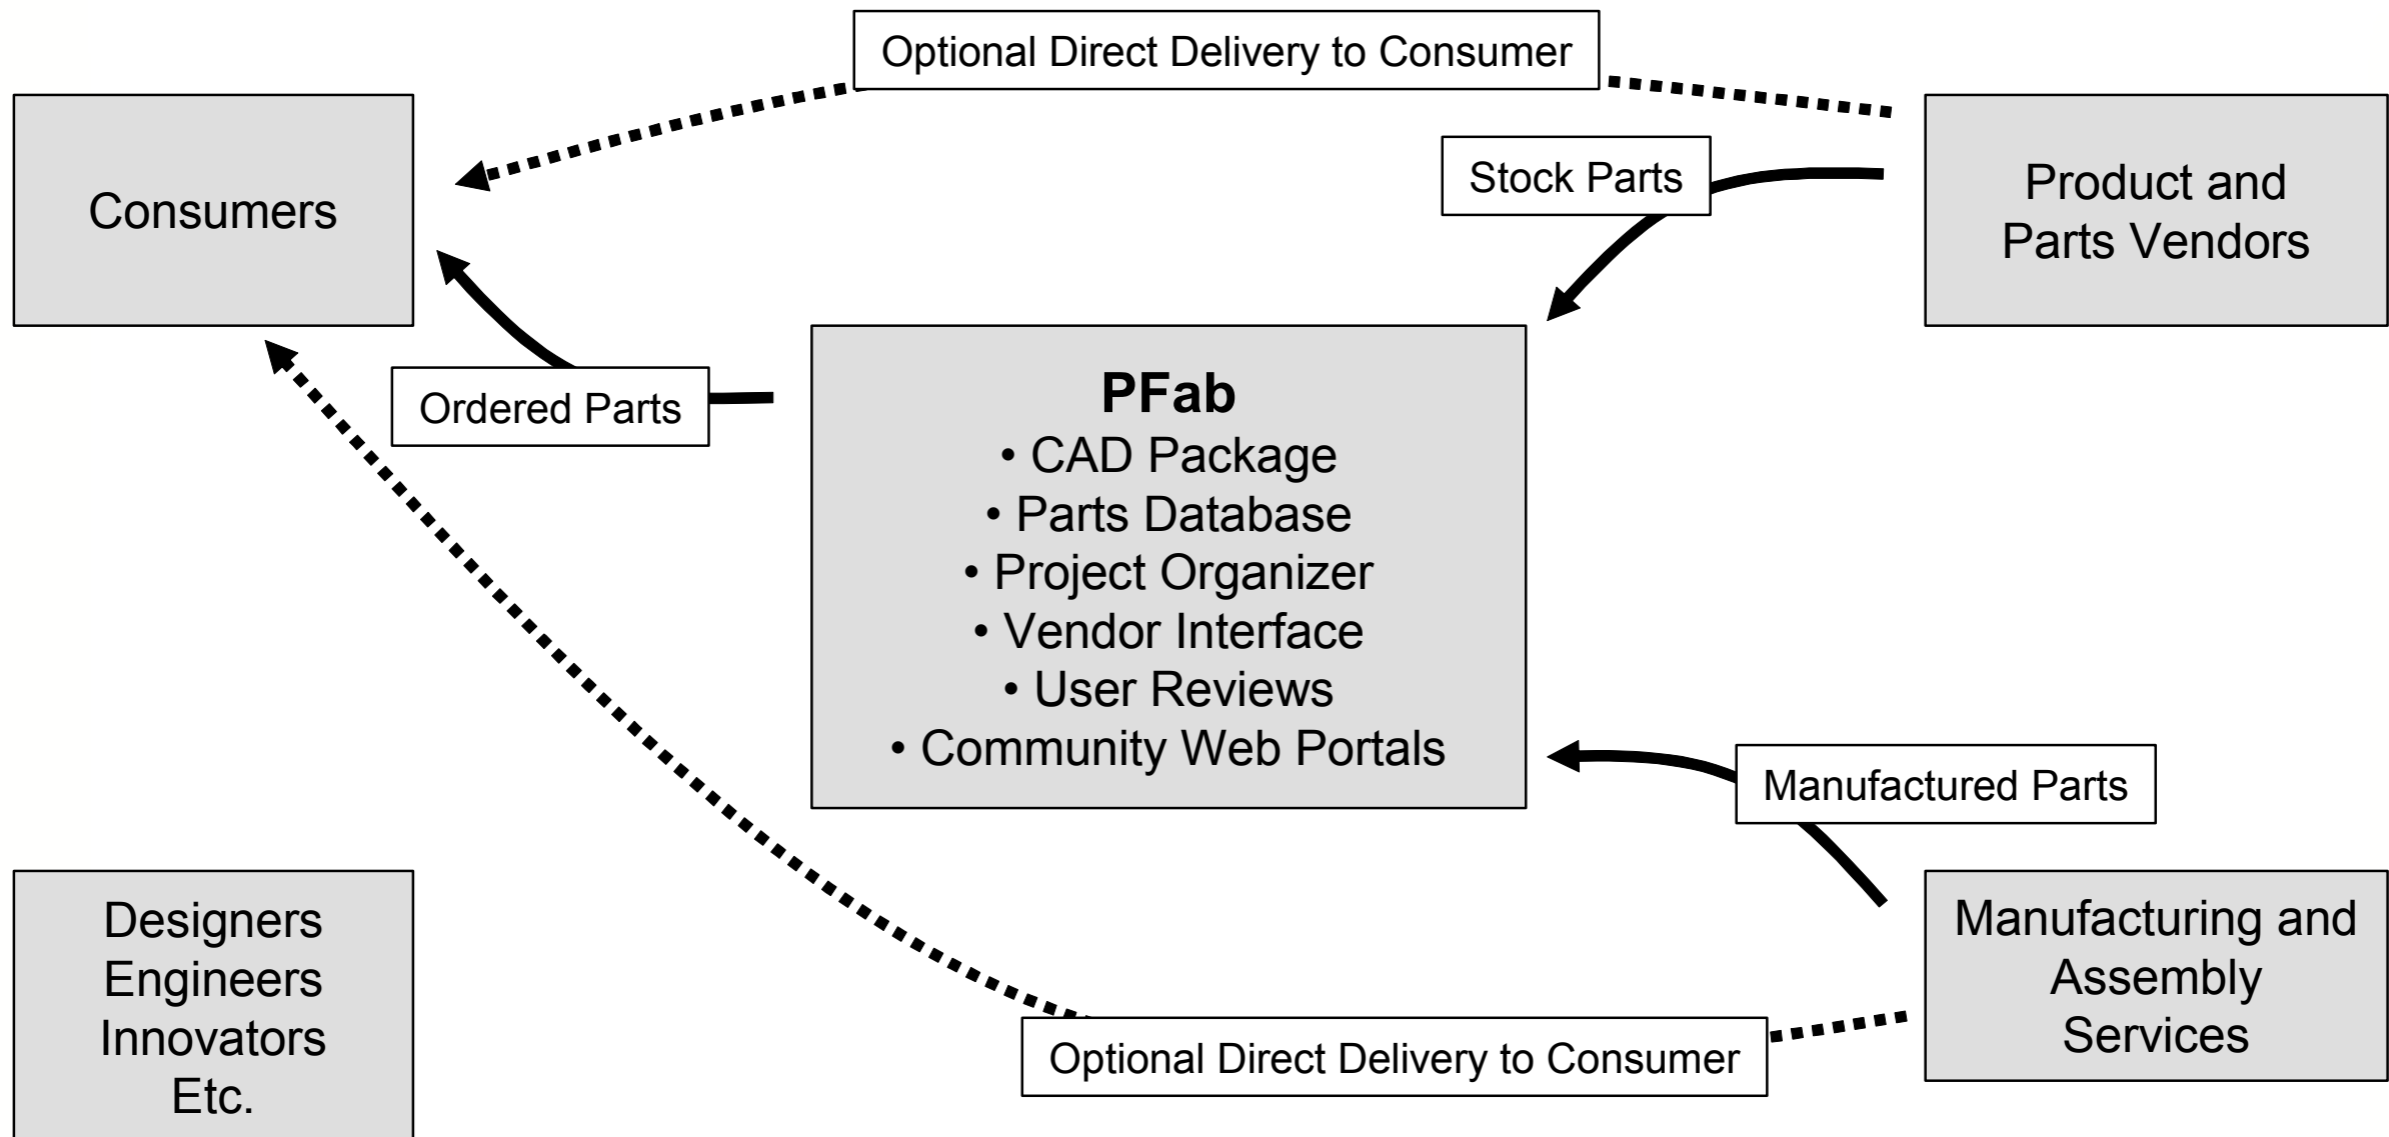 Optional Direct Delivery to Consumer
Consumers
Stock Parts
Product and
Parts Vendors
Ordered Parts
PFab
• CAD Package
• Parts Database
• Project Organizer
• Vendor Interface
• User Reviews
• Community Web Portals
Manufactured Parts
Designers
Engineers
Innovators
Etc.
Manufacturing and
Assembly
Services
Optional Direct Delivery to Consumer